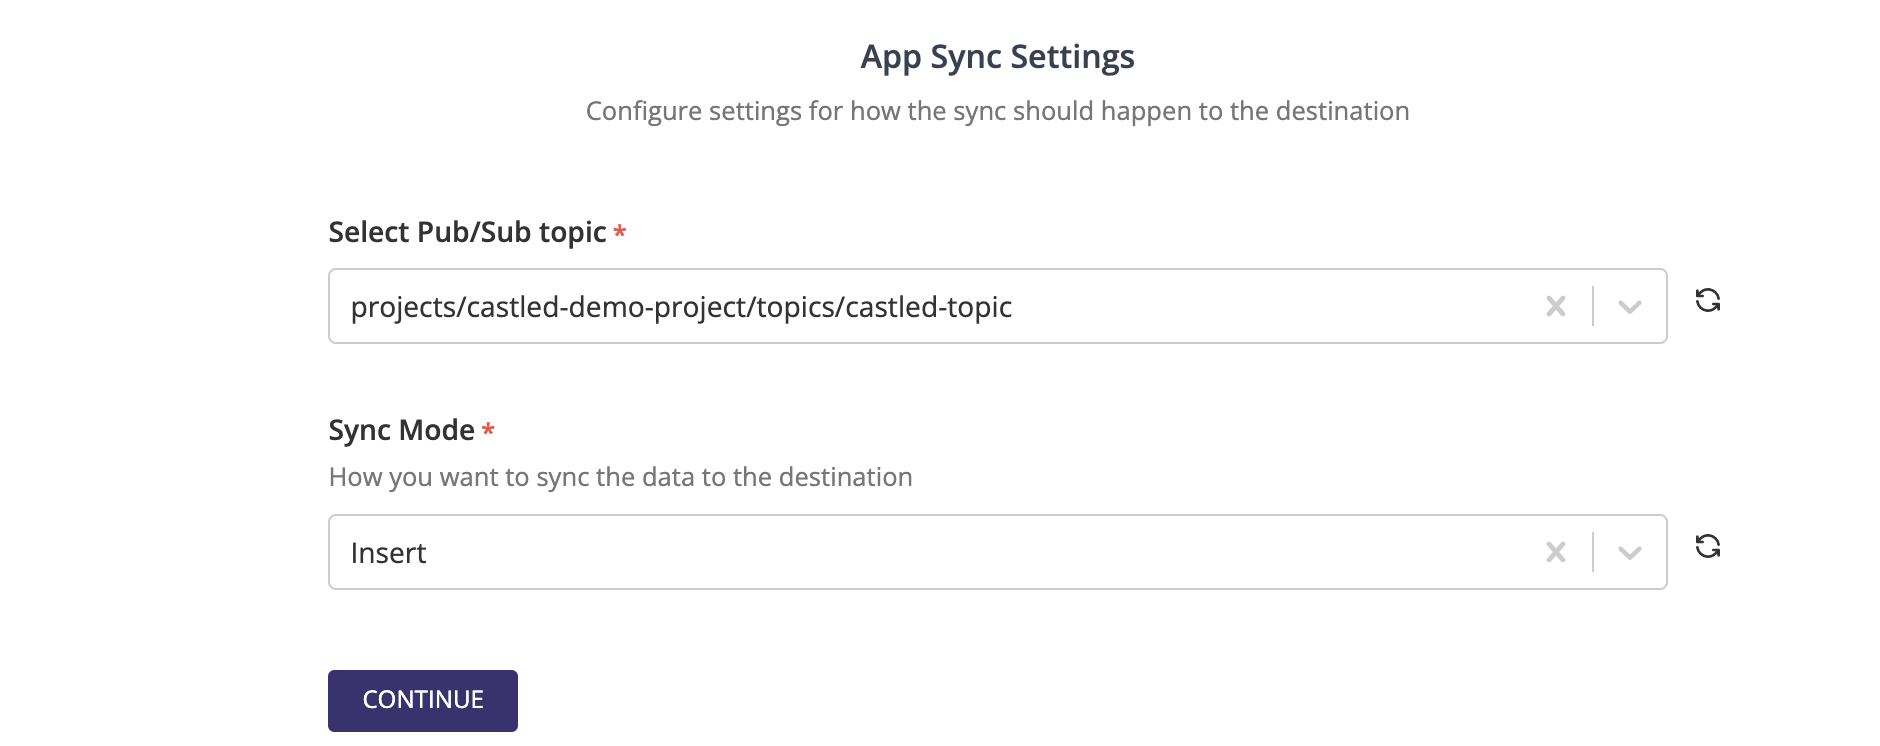 App Sync Settings
Configure settings for how the sync should happen to the destination
Select Pub/Sub topic *
projects/castled-demo-project/topics/castled-topic
Sync Mode *
How you want to sync the data to the destination
Insert
CONTINUE